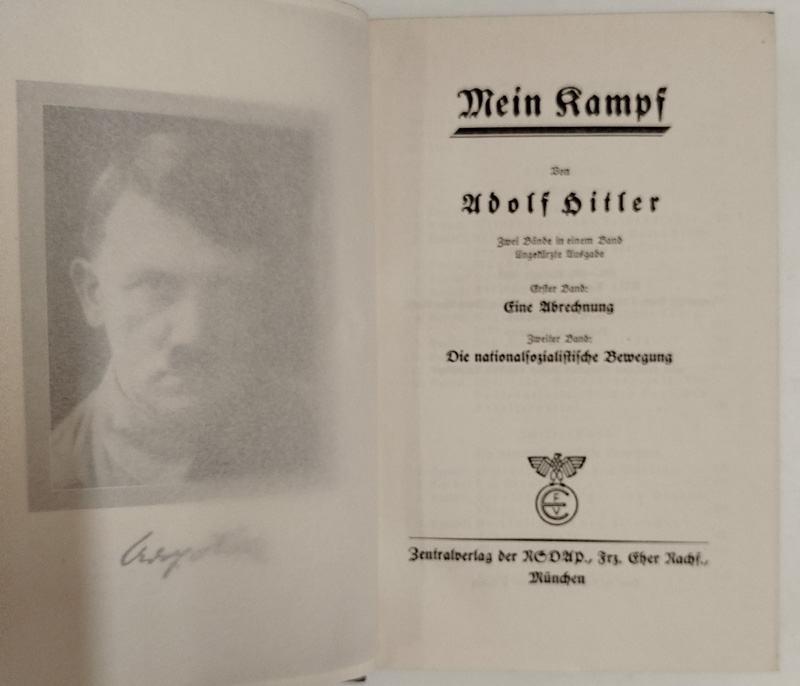 Mein Kampf
Von
Adolf Hitler
Zwei Bände in einem Band
Ungekürzte Ausgabe
Erster Band:
Eine Abrechnung
Zweiter Band:
Die nationalsozialistische Bewegung
F
E
V
Zentralverlag der NSDAP., Frz. Eher Nachf.,
München